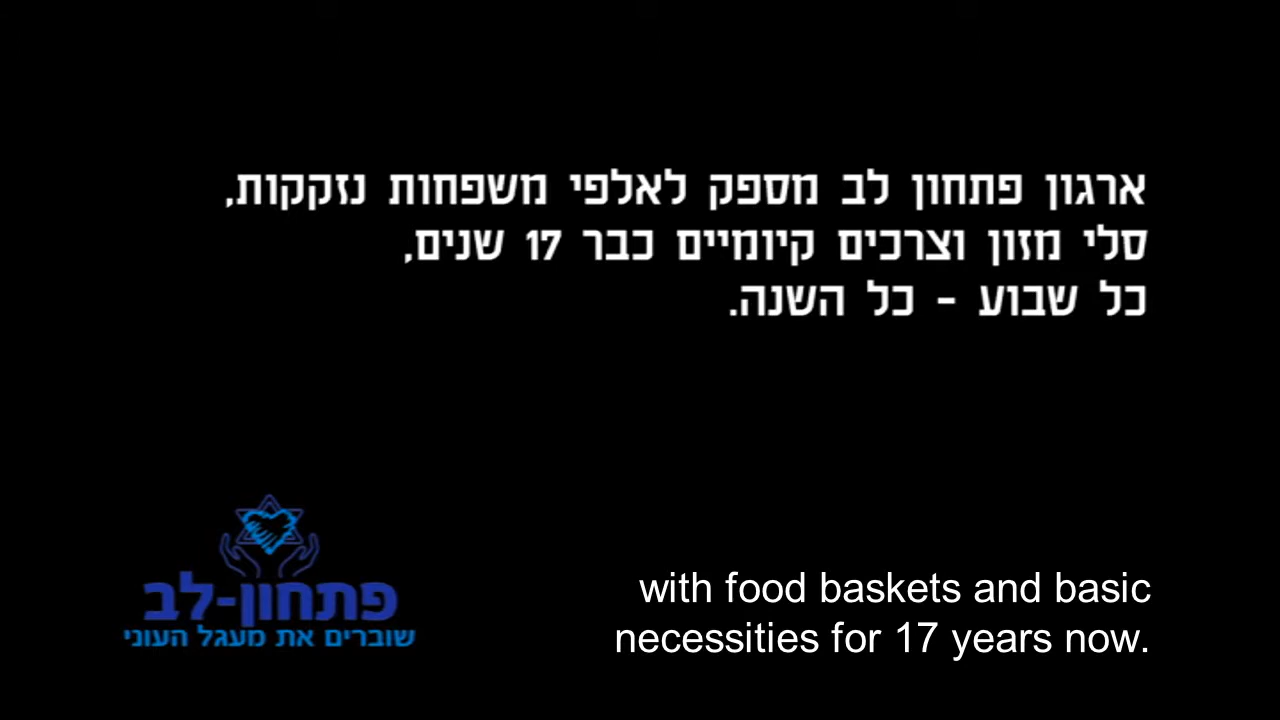 ארגון פתחון לב מספק לאלפי משפחות נזקקות,
סלי מזון וצרכים קיומיים כבר 17 שנים,
כל שבוע - כל השנה.
פתחון-לב
שוברים את מעגל העוני
with food baskets and basic
necessities for 17 years now.